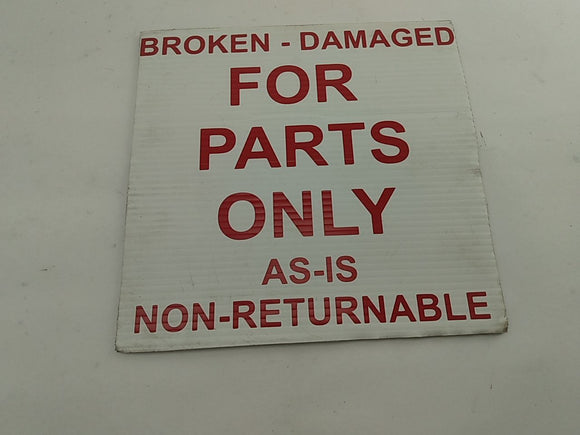 BROKEN - DAMAGED
FOR
PARTS
ONLY
AS-IS
NON-RETURNABLE